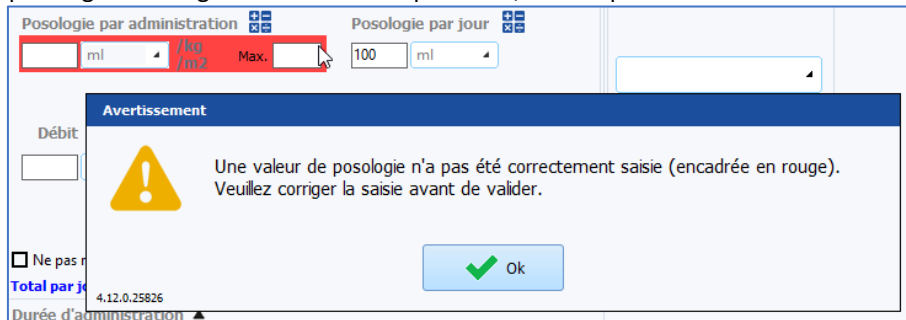 Posologie par administration
Posologie par jour
ml
/kg
/m2
Max.
100
ml
Avertissement
Débit
Une valeur de posologie n'a pas été correctement saisie (encadrée en rouge).
Veuillez corriger la saisie avant de valider.
Ok
Ne pas
Total par
4.12.0.25826
Durée d'administration